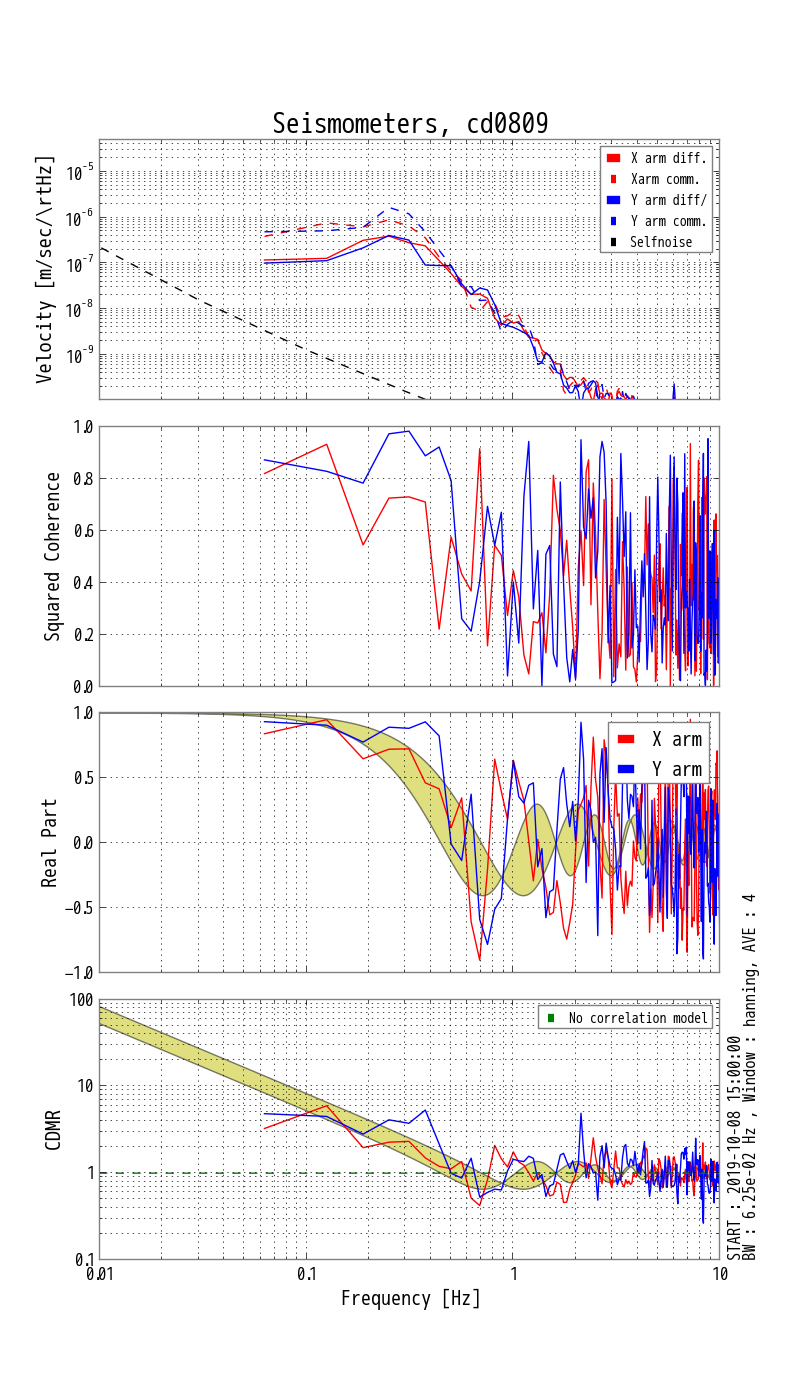 Seismometers, cd0809
Velocity [m/sec/\rtHz]
10^-5
10^-6
10^-7
10^-8
10^-9
X arm diff.
Xarm comm.
Y arm diff/
Y arm comm.
Selfnoise
Squared Coherence
1.0
0.8
0.6
0.4
0.2
0.0
Real Part
1.0
0.5
0.0
−0.5
−1.0
X arm
Y arm
CDMR
100
10
1
0.1
No correlation model
0.01 0.1 1 10
Frequency [Hz]
START : 2019-10-08 15:00:00
BW : 6.25e-02 Hz , Window : hanning, AVE : 4